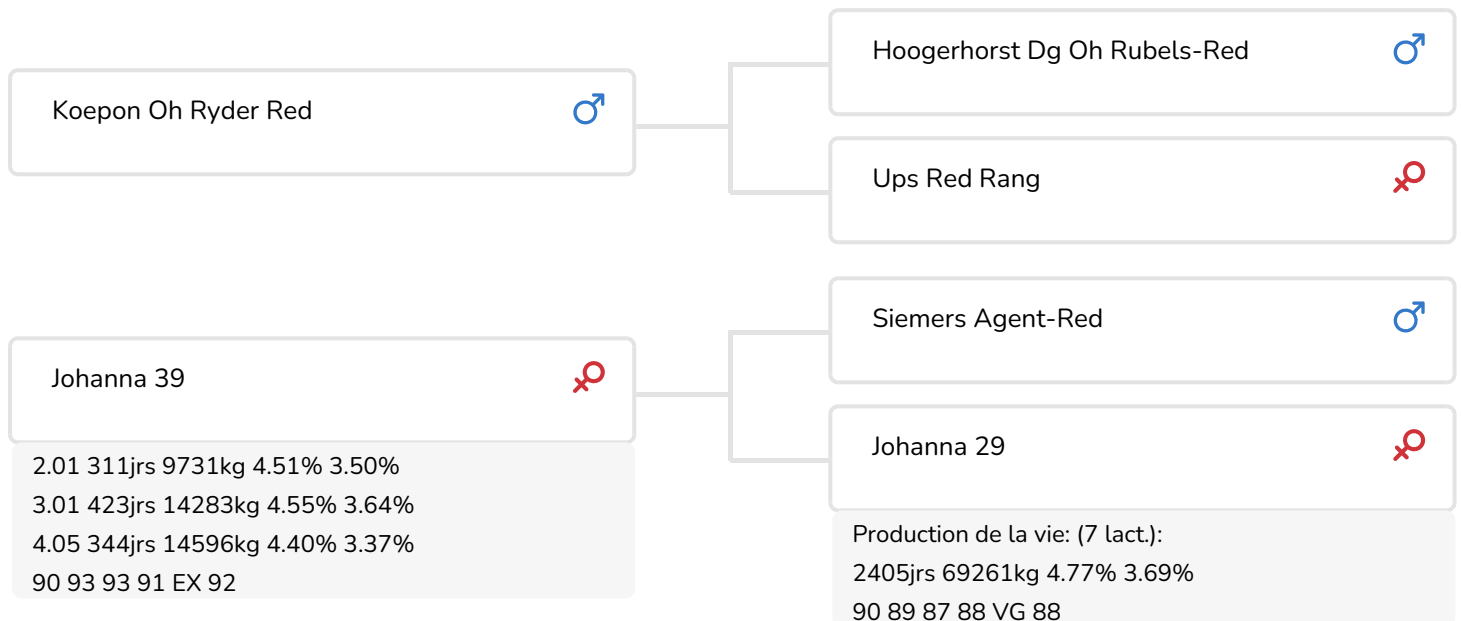 Koepon Oh Ryder Red
Hoogerhorst Dg Oh Rubels-Red
Ups Red Rang
Johanna 39
2.01 311jrs 9731kg 4.51% 3.50%
3.01 423jrs 14283kg 4.55% 3.64%
4.05 344jrs 14596kg 4.40% 3.37%
90 93 93 91 EX 92
Siemers Agent-Red
Johanna 29
Production de la vie: (7 lact.):
2405jrs 69261kg 4.77% 3.69%
90 89 87 88 VG 88